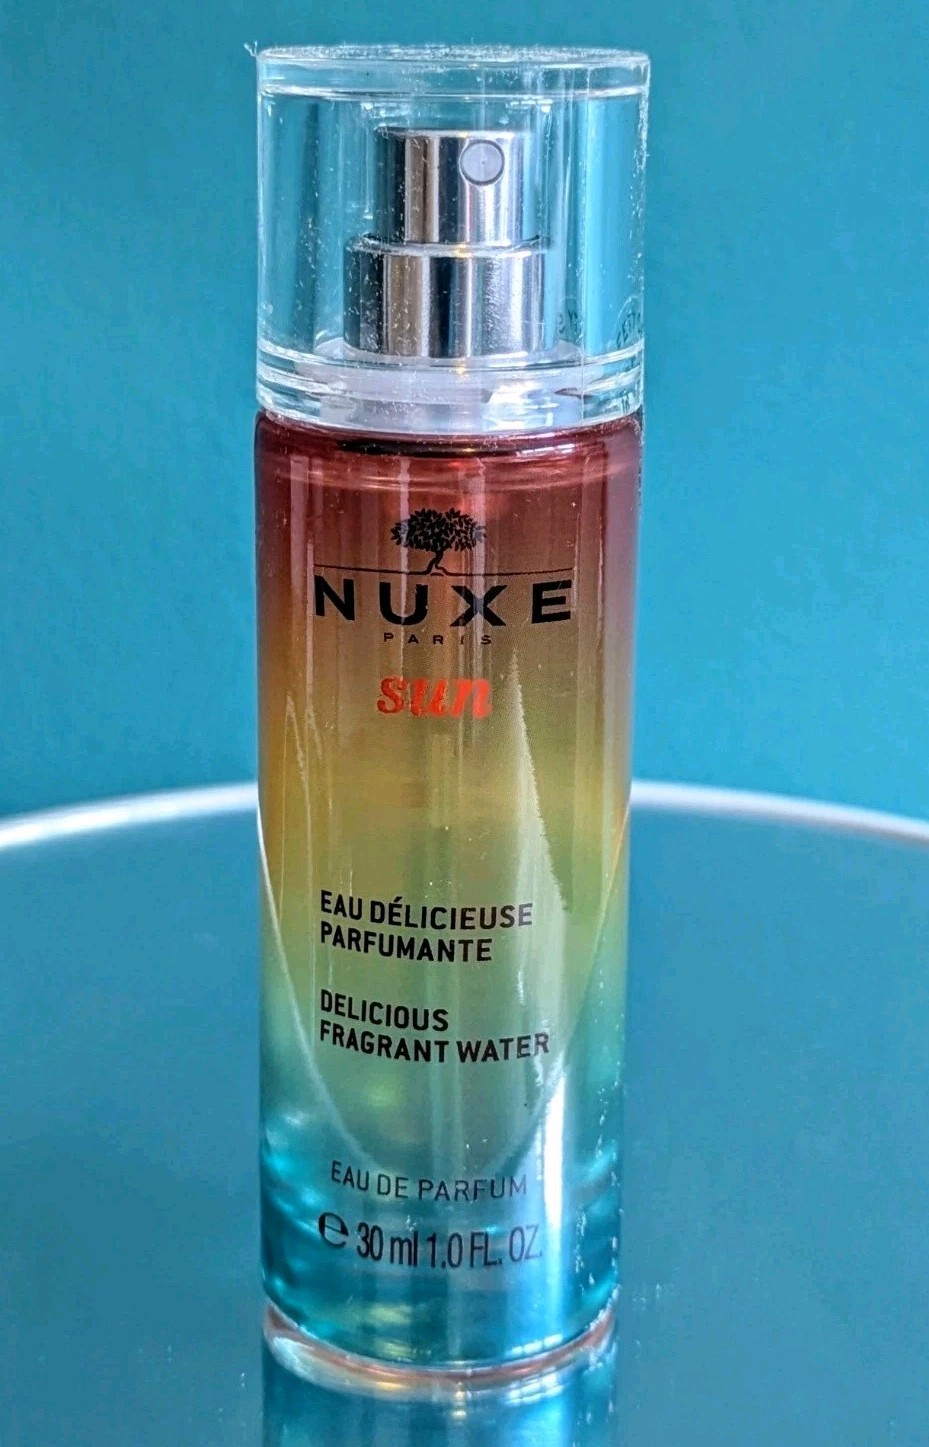 NUXE
PARIS
sun
EAU DÉLICIEUSE
PARFUMANTE
DELICIOUS
FRAGRANT WATER
EAU DE PARFUM
℮ 30 ml 1.0 FL. OZ.